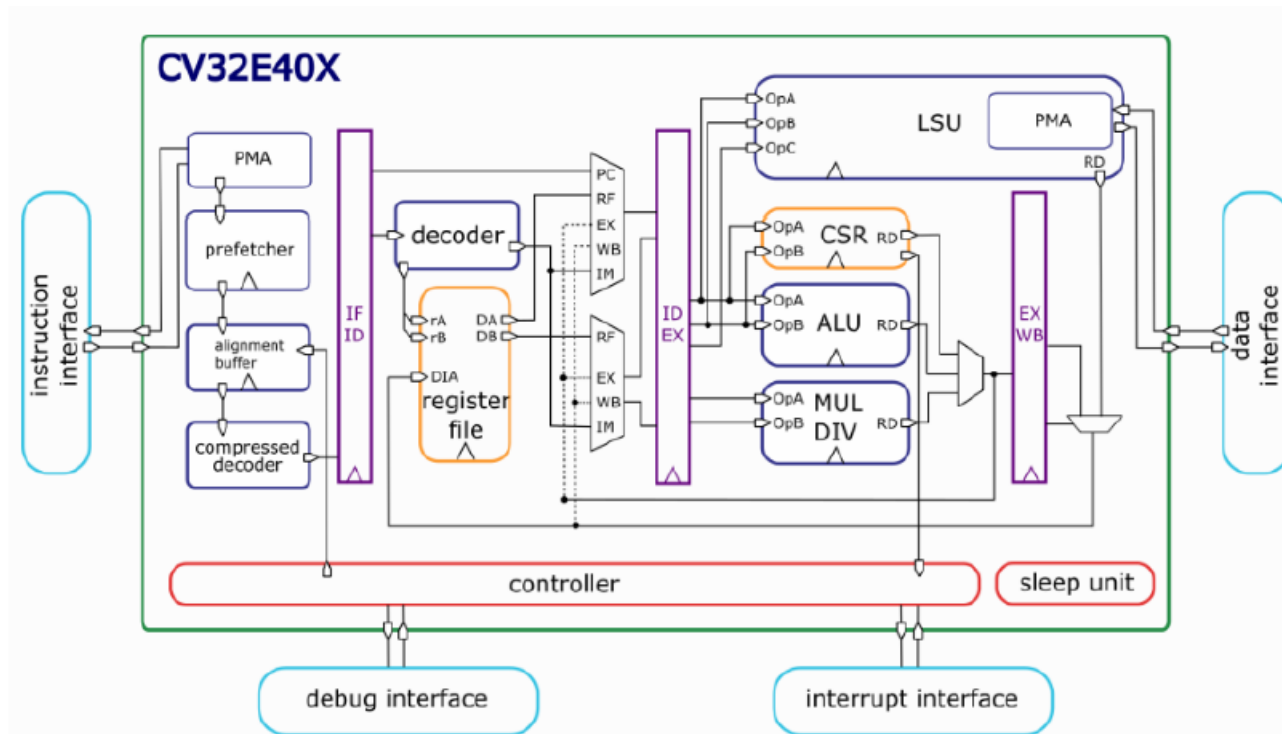 CV32E40X
instruction
interface
PMA
prefetcher
alignment
buffer
compressed
decoder
IF
ID
decoder
rA
rB
DIA
DA
DB
register
file
PC
RF
EX
WB
IM
RF
EX
WB
IM
ID
EX
OpA
OpB
OpC
LSU
PMA
RD
OpA
OpB
CSR
RD
OpA
OpB
ALU
RD
OpA
OpB
MUL
DIV
RD
EX
WB
data
interface
controller
sleep unit
debug interface
interrupt interface